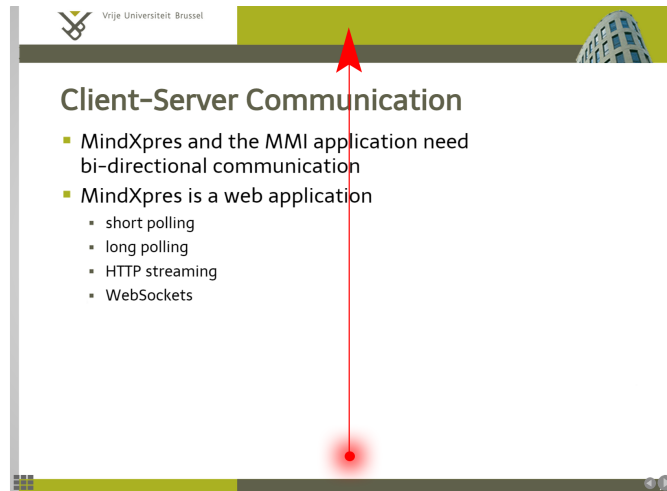 Vrije Universiteit Brussel
Client-Server Communication
MindXpres and the MMI application need
bi-directional communication
MindXpres is a web application
short polling
long polling
HTTP streaming
WebSockets